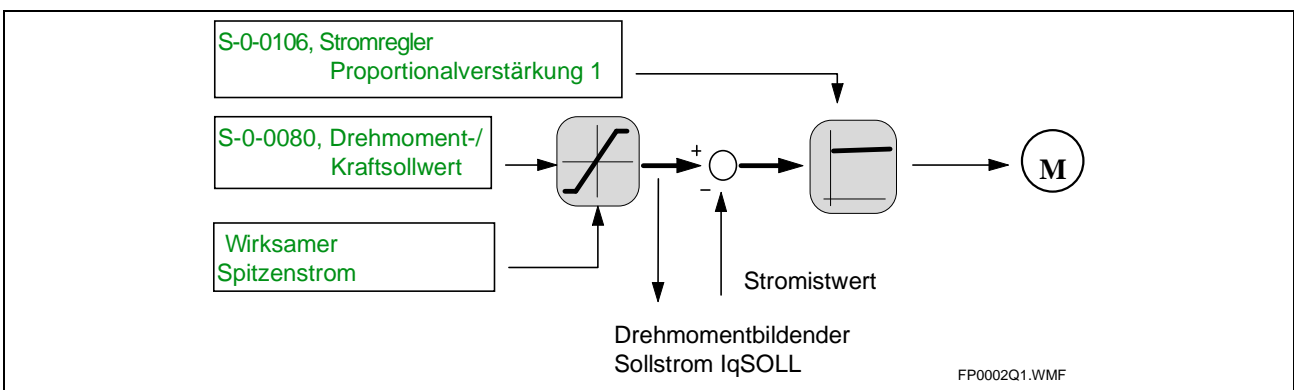 S-0-0106, Stromregler
Proportionalverstärkung 1
S-0-0080, Drehmoment-/
Kraftsollwert
Wirksamer
Spitzenstrom
+
–
M
Stromistwert
Drehmomentbildender
Sollstrom IqSOLL
FP0002Q1.WMF